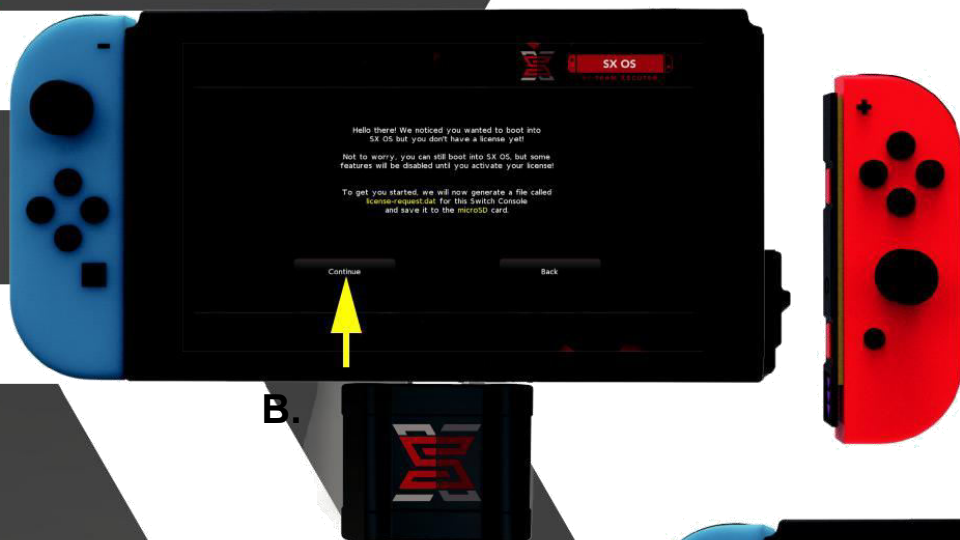 SX OS
BY TEAM XECUTER
Hello there! We noticed you wanted to boot into
SX OS but you don't have a license yet!
Not to worry, you can still boot into SX OS, but some
features will be disabled until you activate your license!
To get you started, we will now generate a file called
license-request.dat for this Switch Console
and save it to the microSD card.
Continue
Back
B.